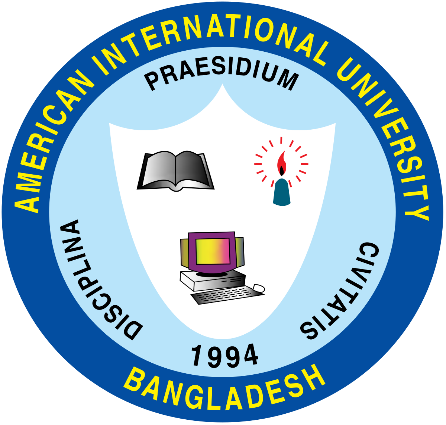 AMERICAN INTERNATIONAL UNIVERSITY
PRAESIDIUM
DISCIPLINA
CIVITATIS
1994
BANGLADESH